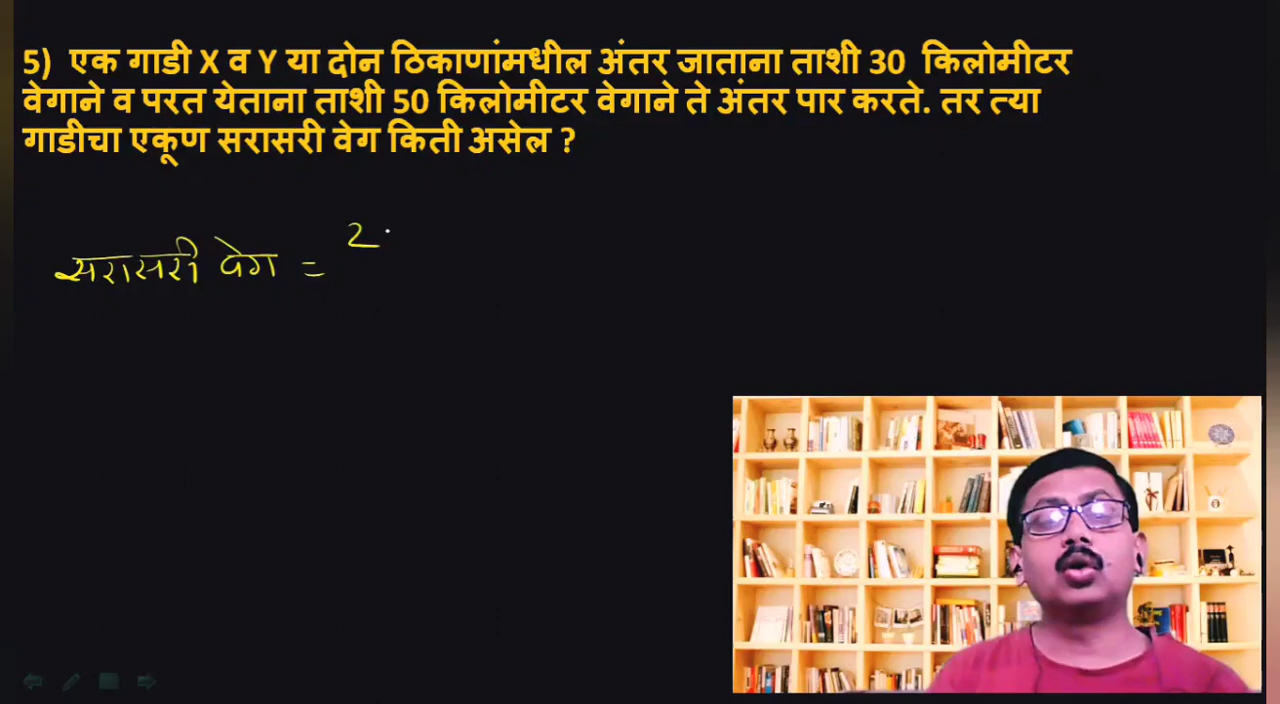 5) एक गाडी X व Y या दोन ठिकाणांमधील अंतर जाताना ताशी 30 किलोमीटर
वेगाने व परत येताना ताशी 50 किलोमीटर वेगाने ते अंतर पार करते. तर त्या
गाडीचा एकूण सरासरी वेग किती असेल ?
सरासरी वेग = 2